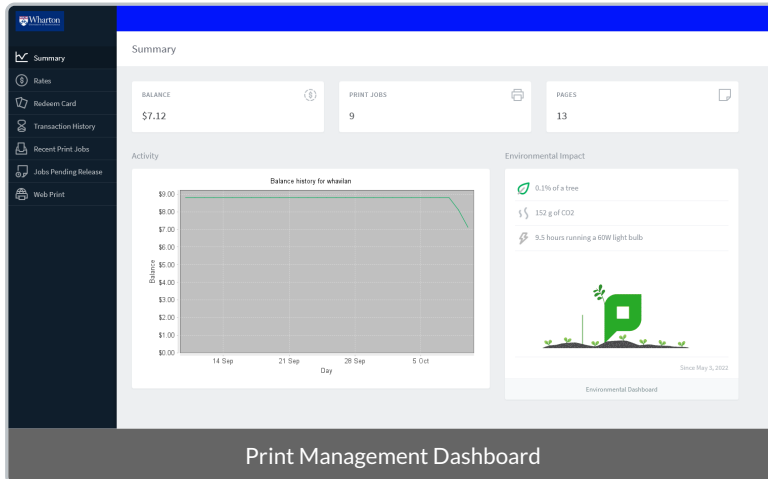 Wharton
Summary
Rates
Redeem Card
Transaction History
Recent Print Jobs
Jobs Pending Release
Web Print
Summary
BALANCE
$7.12
PRINT JOBS
9
PAGES
13
Activity
Balance history for whavilan
$9.00
$8.00
$7.00
$6.00
$5.00
$4.00
$3.00
$2.00
$1.00
$0.00
Balance
14 Sep 21 Sep 28 Sep 5 Oct
Day
Environmental Impact
0.1% of a tree
152 g of CO2
9.5 hours running a 60W light bulb
Since May 3, 2022
Environmental Dashboard
Print Management Dashboard